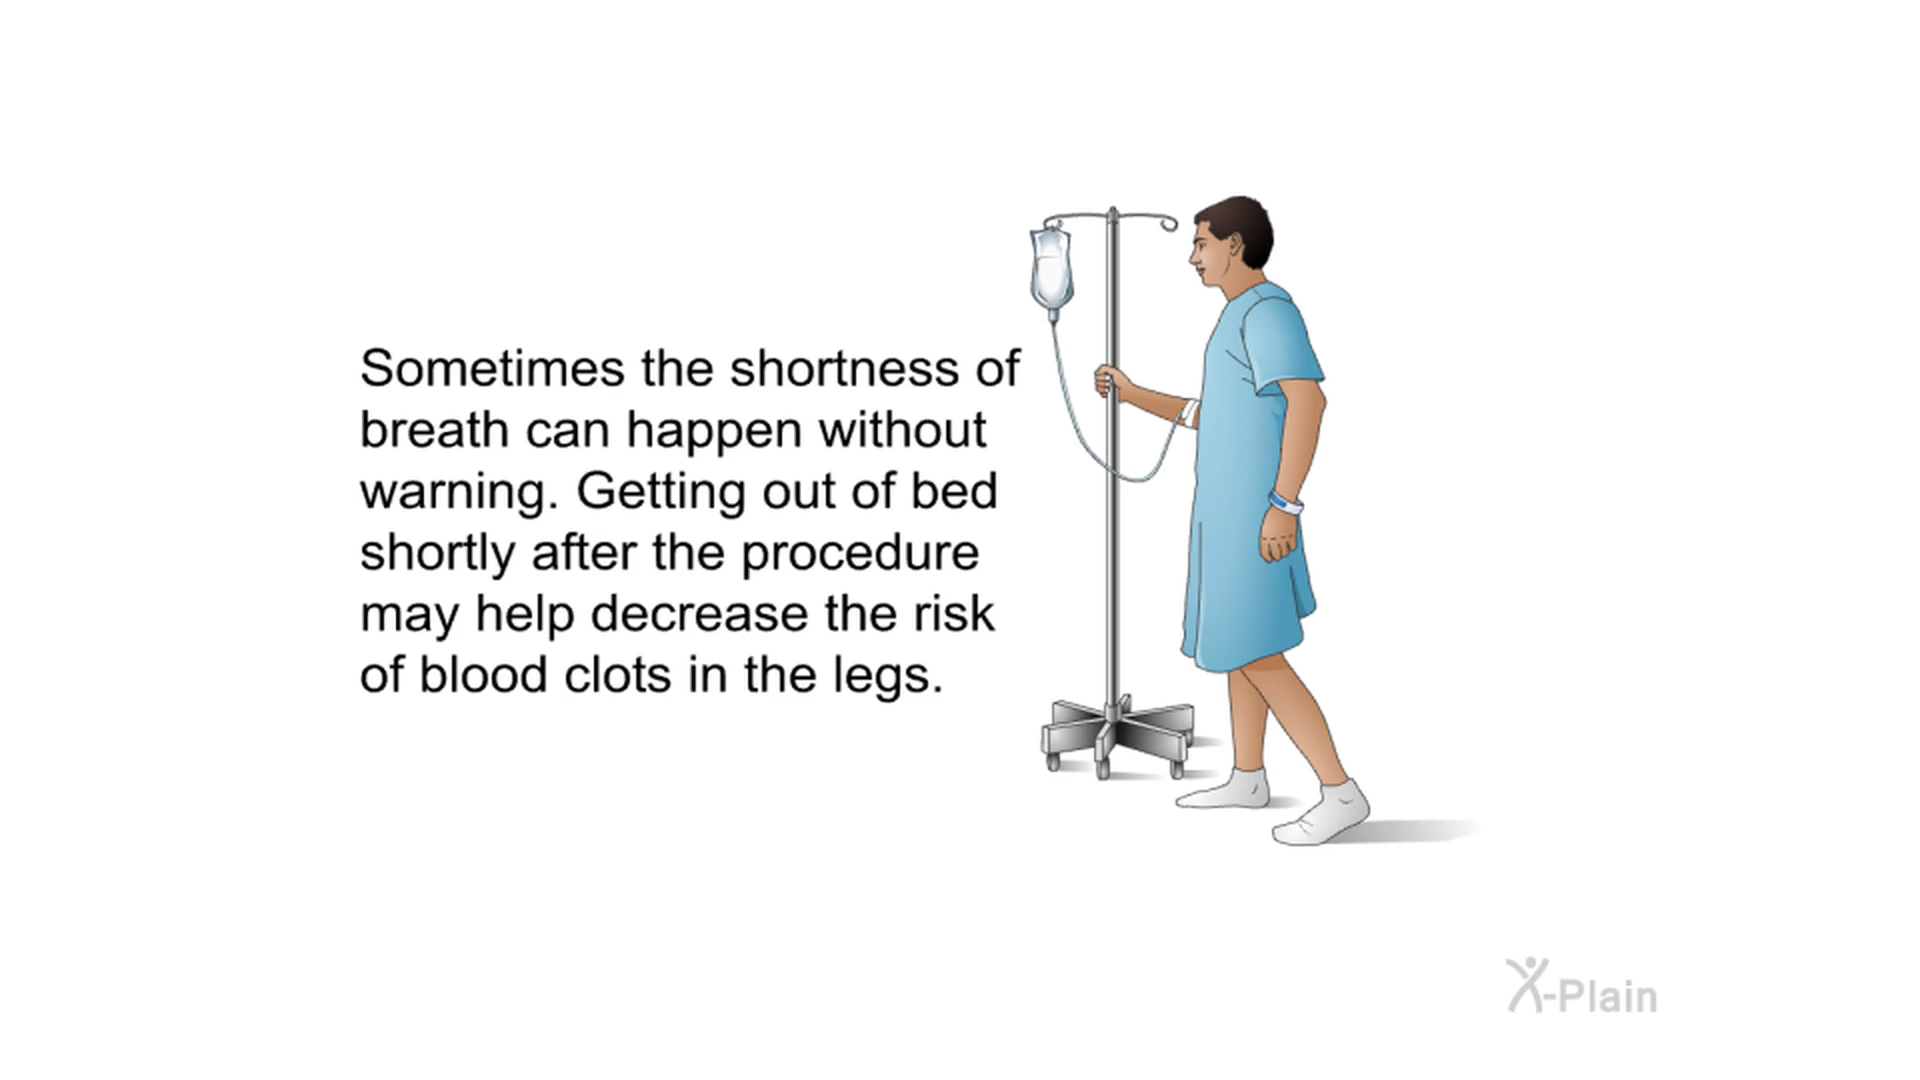 Sometimes the shortness of
breath can happen without
warning. Getting out of bed
shortly after the procedure
may help decrease the risk
of blood clots in the legs.
X-Plain